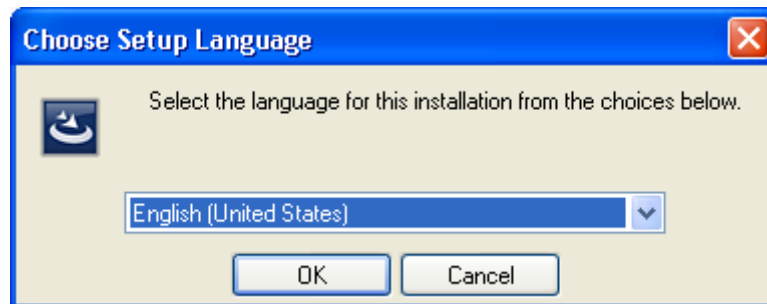 Choose Setup Language
Select the language for this installation from the choices below.
English (United States)
OK
Cancel